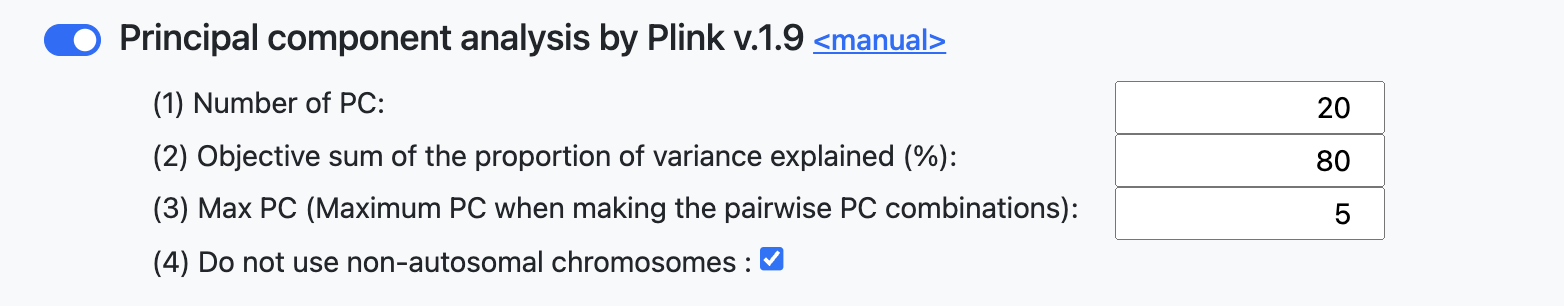 Principal component analysis by Plink v.1.9 <manual>
(1) Number of PC: 20
(2) Objective sum of the proportion of variance explained (%): 80
(3) Max PC (Maximum PC when making the pairwise PC combinations): 5
(4) Do not use non-autosomal chromosomes :